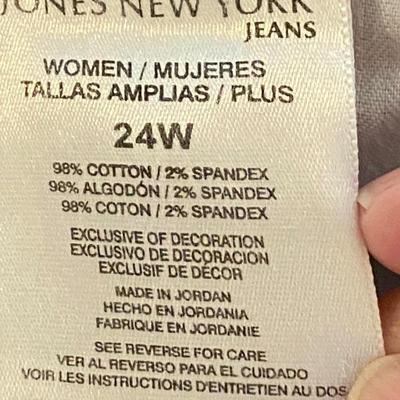 JONES NEW YORK
JEANS
WOMEN / MUJERES
TALLAS AMPLIAS / PLUS
24W
98% COTTON / 2% SPANDEX
98% ALGODÓN / 2% SPANDEX
98% COTON / 2% SPANDEX
EXCLUSIVE OF DECORATION
EXCLUSIVO DE DECORACION
EXCLUSIF DE DÉCOR
MADE IN JORDAN
HECHO EN JORDANIA
FABRIQUE EN JORDANIE
SEE REVERSE FOR CARE
VER AL REVERSO PARA EL CUIDADO
VOIR LES INSTRUCTIONS D'ENTRETIEN AU DOS